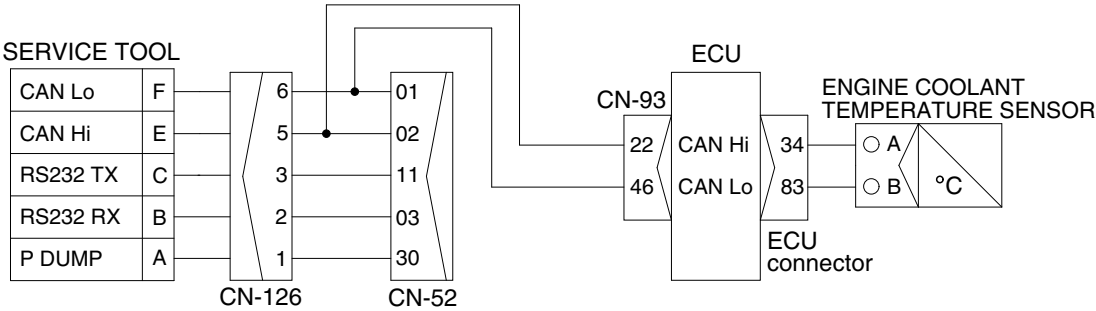 SERVICE TOOL
CAN Lo F
CAN Hi E
RS232 TX C
RS232 RX B
P DUMP A
6
5
3
2
1
CN-126
01
02
11
03
30
CN-52
ECU
CN-93
22 CAN Hi 34
46 CAN Lo 83
ECU
connector
ENGINE COOLANT
TEMPERATURE SENSOR
A
B
°C